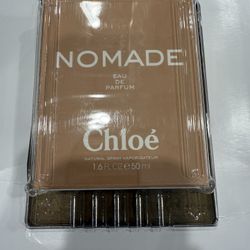 NOMADE
EAU
DE
PARFUM
Chloé
NATURAL SPRAY VAPORISATEUR
1.6 FL OZ e 50 ml